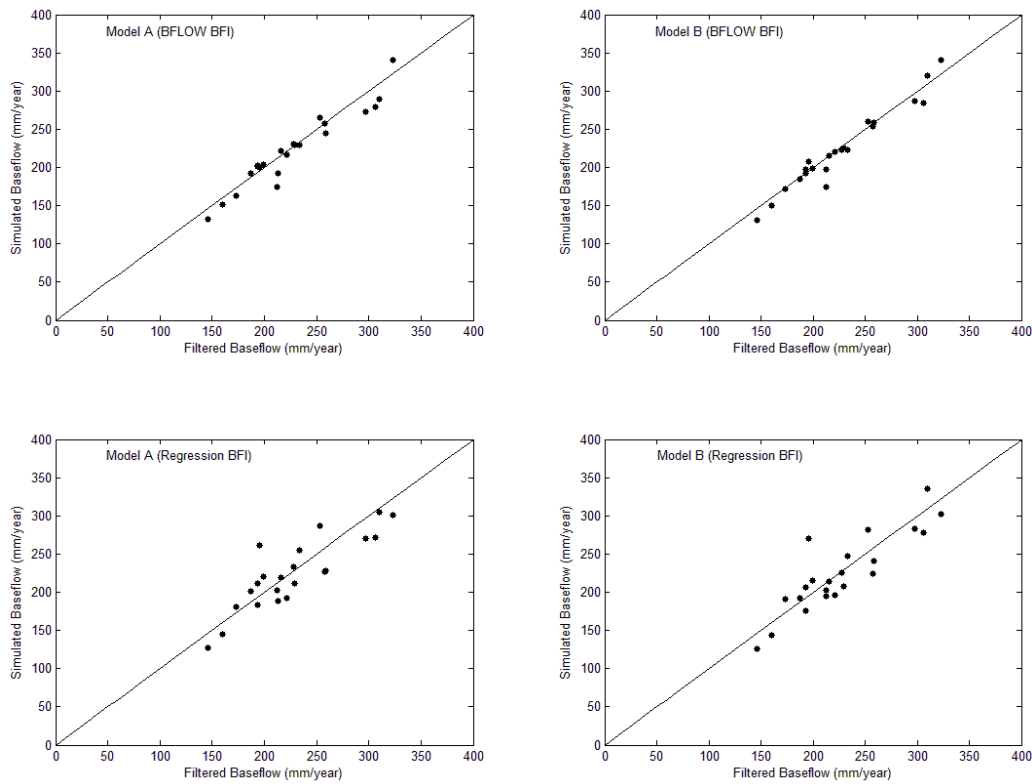 Model A (BFLOW BFI)
400
350
300
250
200
150
100
50
0
Simulated Baseflow (mm/year)
0 50 100 150 200 250 300 350 400
Filtered Baseflow (mm/year)
Model B (BFLOW BFI)
400
350
300
250
200
150
100
50
0
Simulated Baseflow (mm/year)
0 50 100 150 200 250 300 350 400
Filtered Baseflow (mm/year)
Model A (Regression BFI)
400
350
300
250
200
150
100
50
0
Simulated Baseflow (mm/year)
0 50 100 150 200 250 300 350 400
Filtered Baseflow (mm/year)
Model B (Regression BFI)
400
350
300
250
200
150
100
50
0
Simulated Baseflow (mm/year)
0 50 100 150 200 250 300 350 400
Filtered Baseflow (mm/year)